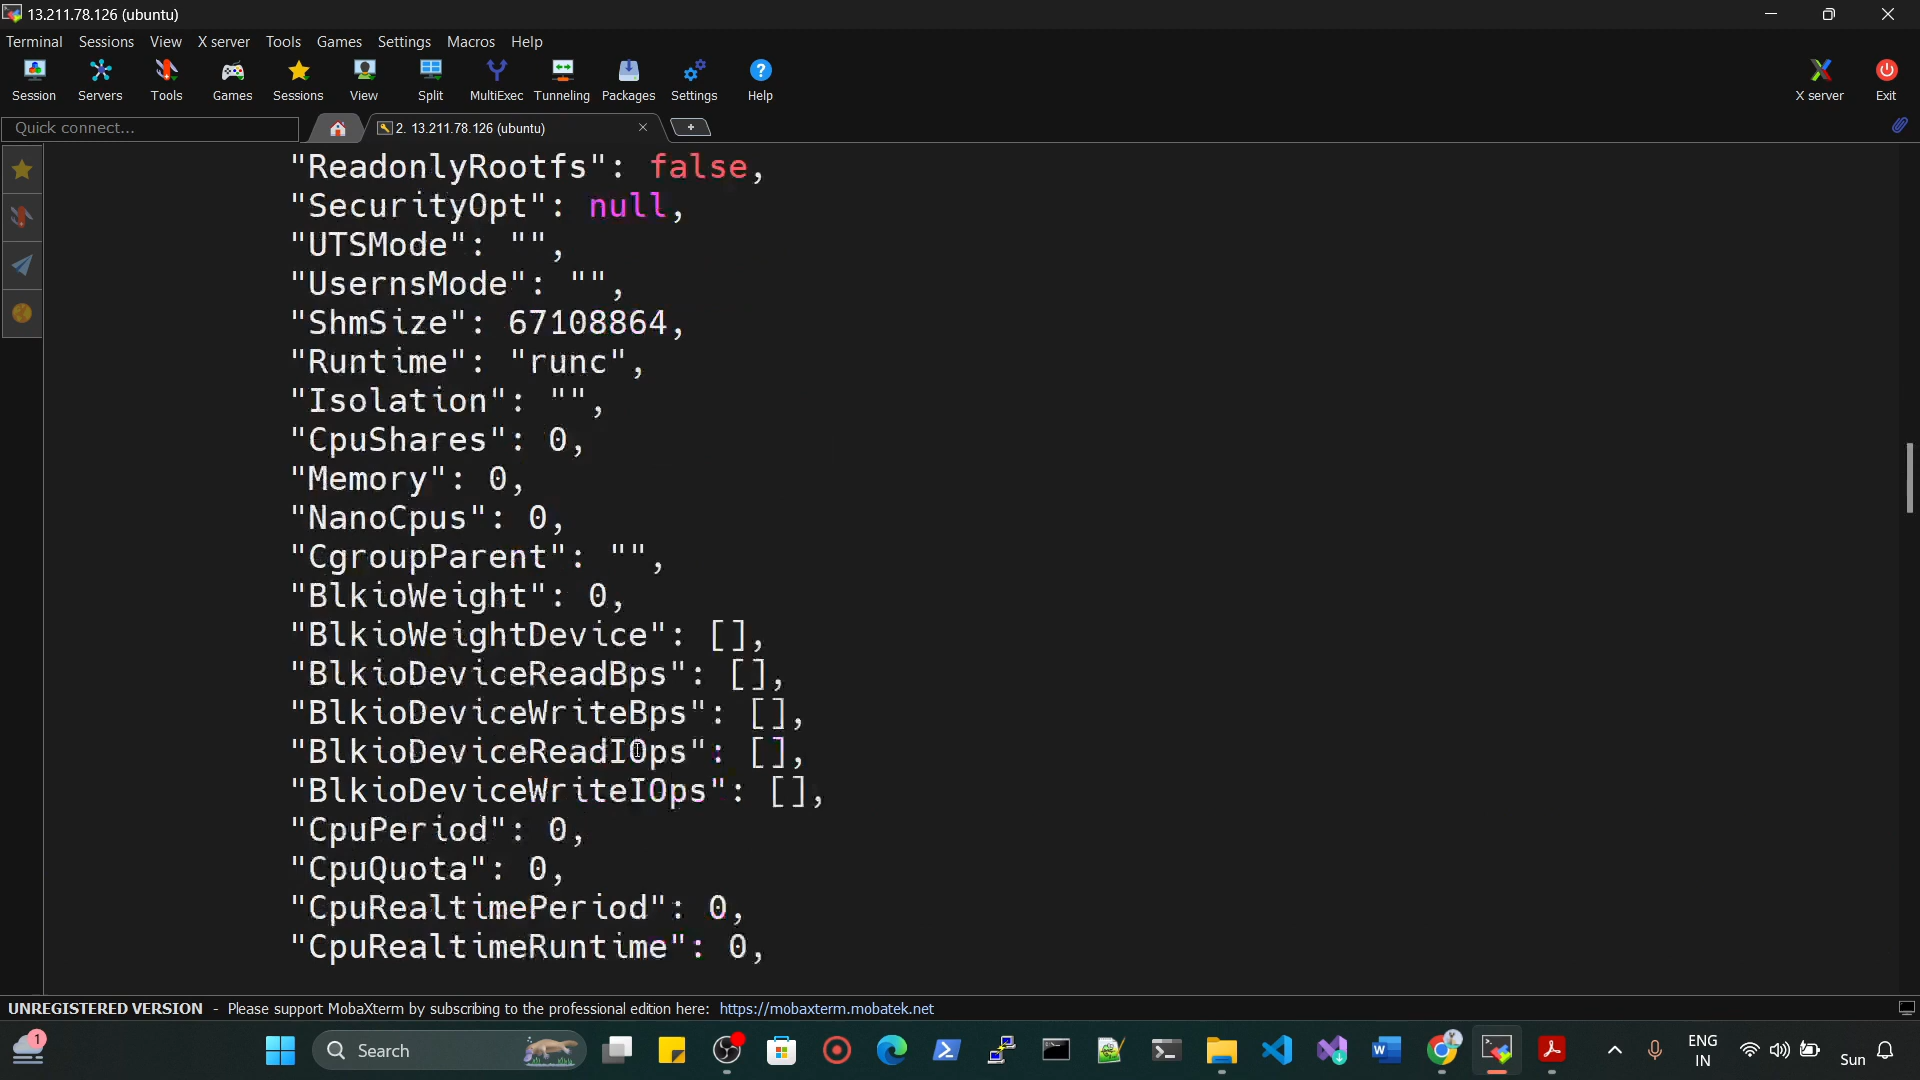 13.211.78.126 (ubuntu)
Terminal Sessions View X server Tools Games Settings Macros Help
Session Servers Tools Games Sessions View Split MultiExec Tunneling Packages Settings Help X server Exit
Quick connect...
2. 13.211.78.126 (ubuntu)
"ReadonlyRootfs": false,
"SecurityOpt": null,
"UTSMode": "",
"UsernsMode": "",
"ShmSize": 67108864,
"Runtime": "runc",
"Isolation": "",
"CpuShares": 0,
"Memory": 0,
"NanoCpus": 0,
"CgroupParent": "",
"BlkioWeight": 0,
"BlkioWeightDevice": [],
"BlkioDeviceReadBps": [],
"BlkioDeviceWriteBps": [],
"BlkioDeviceReadIOps": [],
"BlkioDeviceWriteIOps": [],
"CpuPeriod": 0,
"CpuQuota": 0,
"CpuRealtimePeriod": 0,
"CpuRealtimeRuntime": 0,
UNREGISTERED VERSION - Please support MobaXterm by subscribing to the professional edition here: https://mobaxterm.mobatek.net
1
Search
ENG
IN
Sun